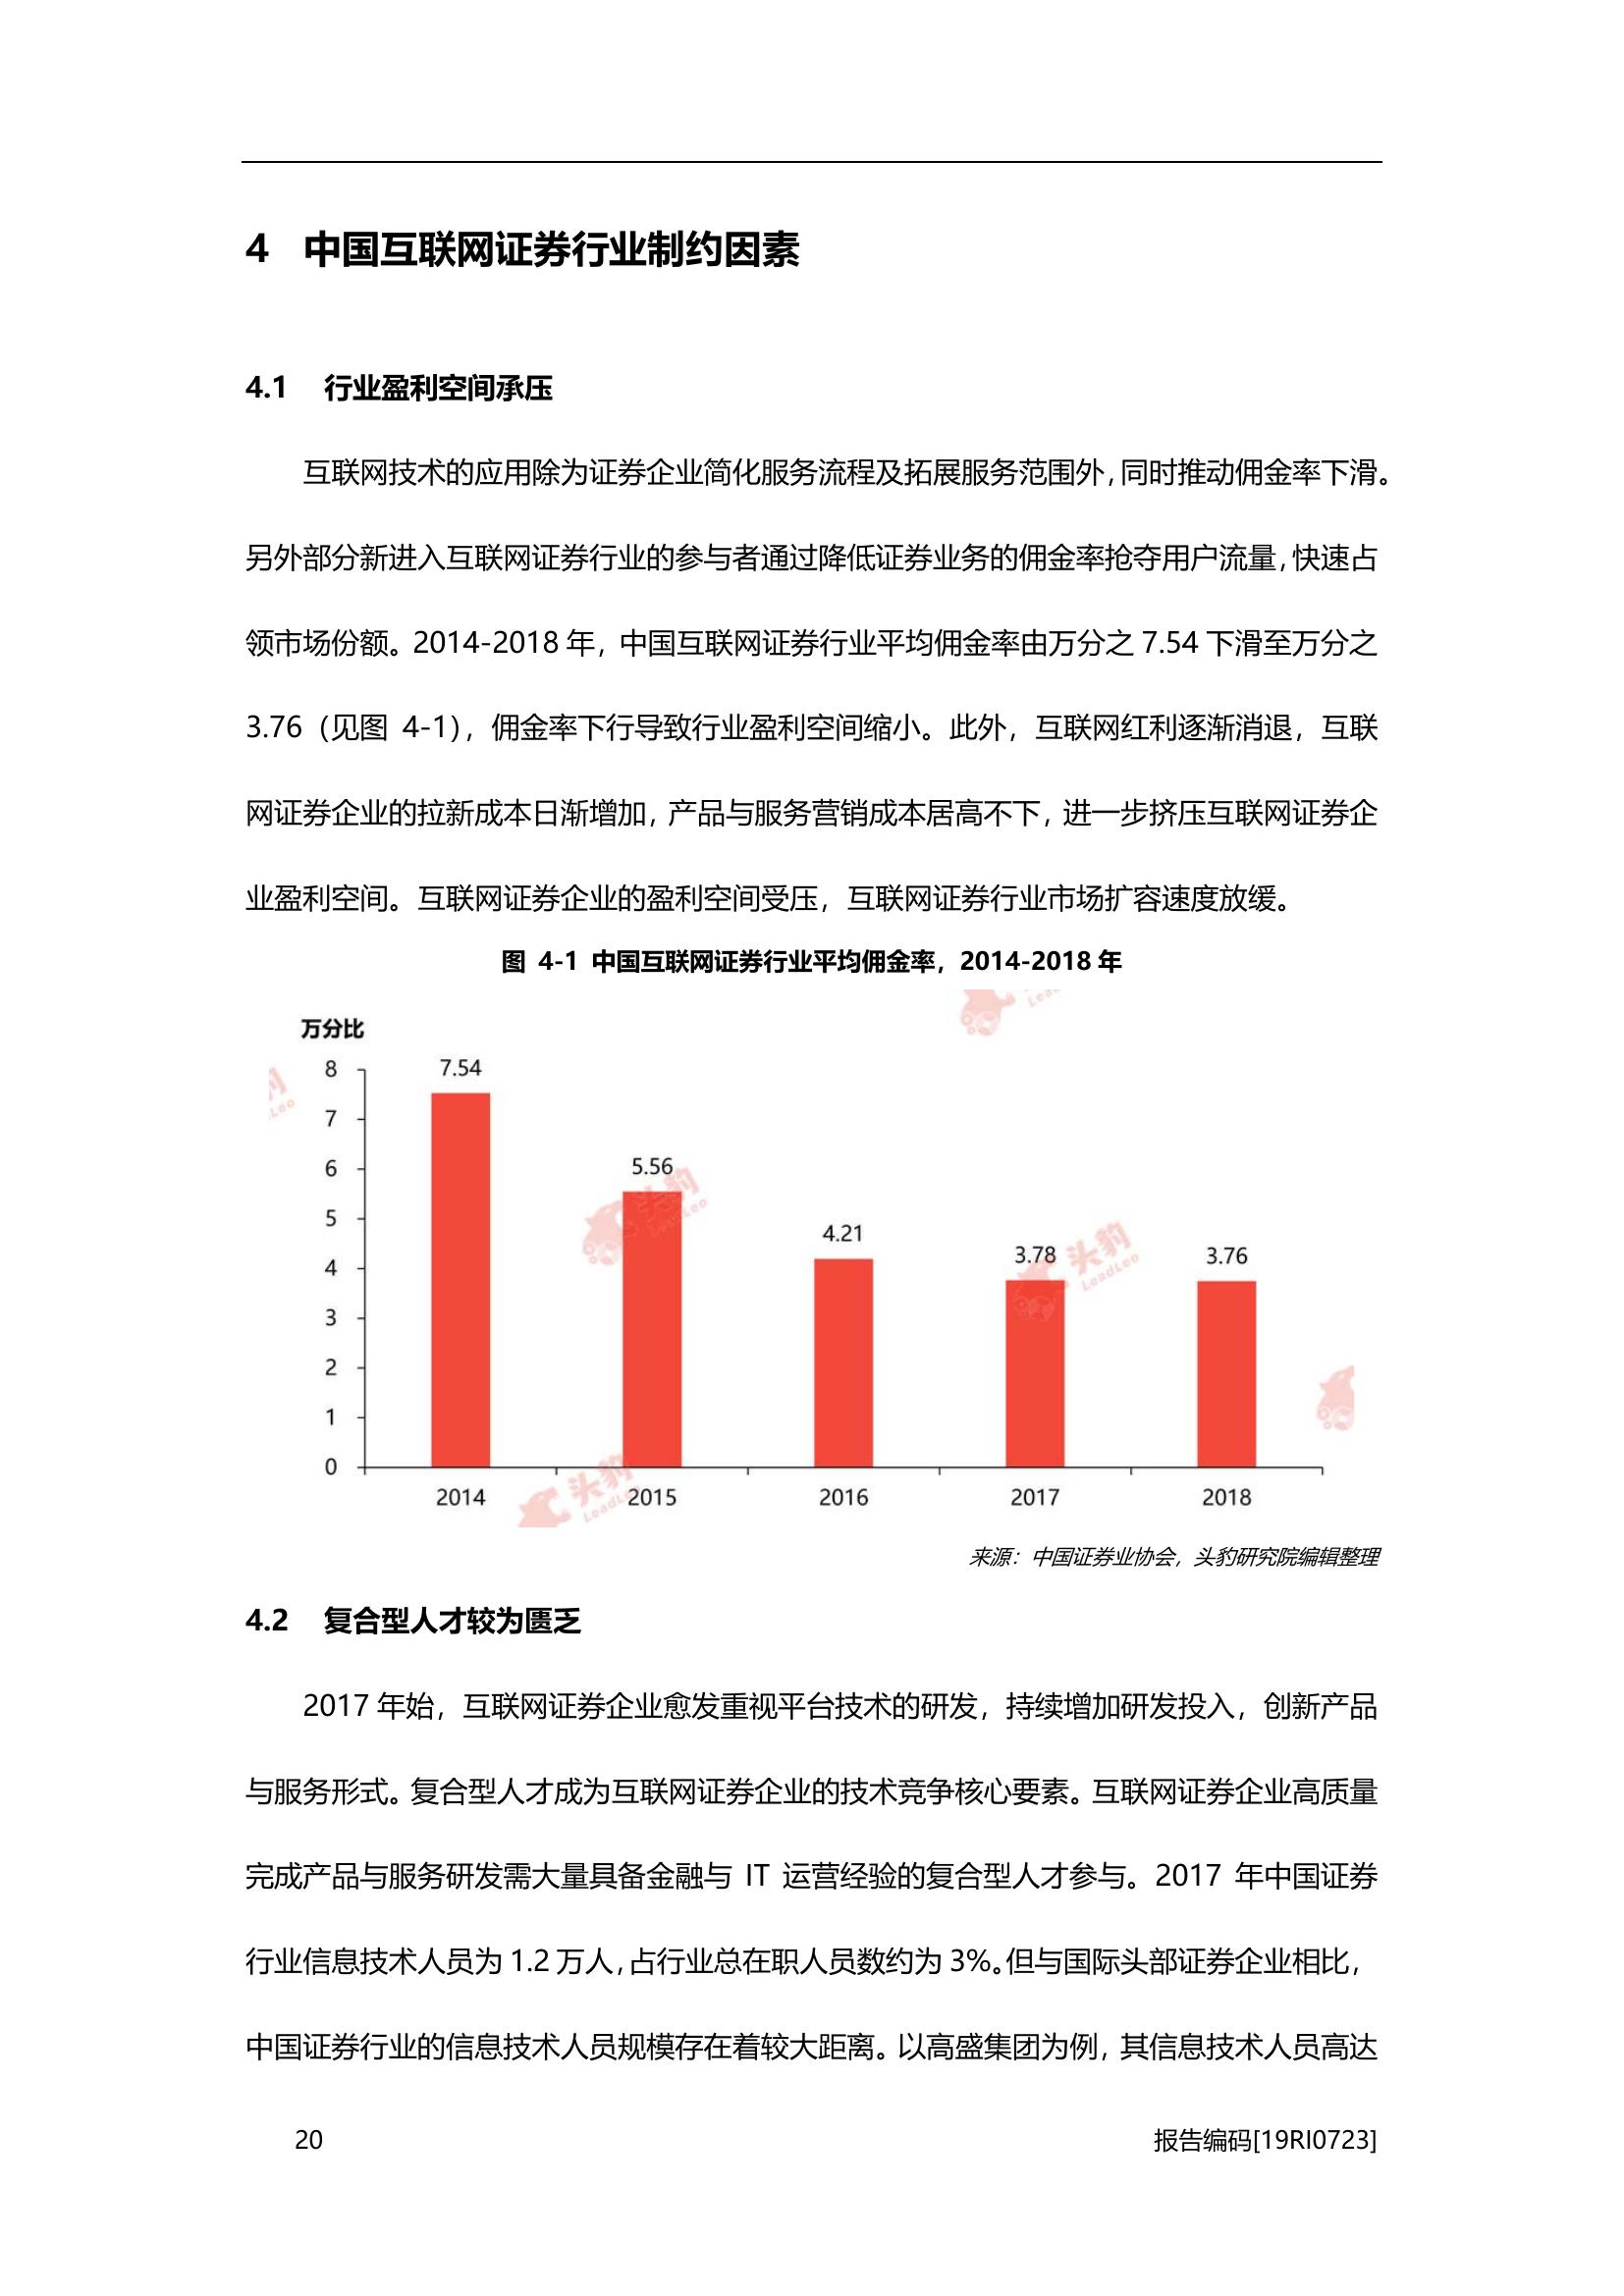 4 中国互联网证券行业制约因素
4.1 行业盈利空间承压
互联网技术的应用除为证券企业简化服务流程及拓展服务范围外，同时推动佣金率下滑。
另外部分新进入互联网证券行业的参与者通过降低证券业务的佣金率抢夺用户流量，快速占
领市场份额。2014-2018 年，中国互联网证券行业平均佣金率由万分之 7.54 下滑至万分之
3.76（见图 4-1），佣金率下行导致行业盈利空间缩小。此外，互联网红利逐渐消退，互联
网证券企业的拉新成本日渐增加，产品与服务营销成本居高不下，进一步挤压互联网证券企
业盈利空间。互联网证券企业的盈利空间受压，互联网证券行业市场扩容速度放缓。
图 4-1 中国互联网证券行业平均佣金率，2014-2018 年
万分比
8
7
6
5
4
3
2
1
0
7.54
5.56
4.21
3.78
3.76
2014
2015
2016
2017
2018
头豹
LeadLeo
头豹
LeadLeo
头豹
来源：中国证券业协会，头豹研究院编辑整理
4.2 复合型人才较为匮乏
2017 年始，互联网证券企业愈发重视平台技术的研发，持续增加研发投入，创新产品
与服务形式。复合型人才成为互联网证券企业的技术竞争核心要素。互联网证券企业高质量
完成产品与服务研发需大量具备金融与 IT 运营经验的复合型人才参与。2017 年中国证券
行业信息技术人员为 1.2 万人，占行业总在职人员数约为 3%。但与国际头部证券企业相比，
中国证券行业的信息技术人员规模存在着较大距离。以高盛集团为例，其信息技术人员高达
20
报告编码[19RI0723]